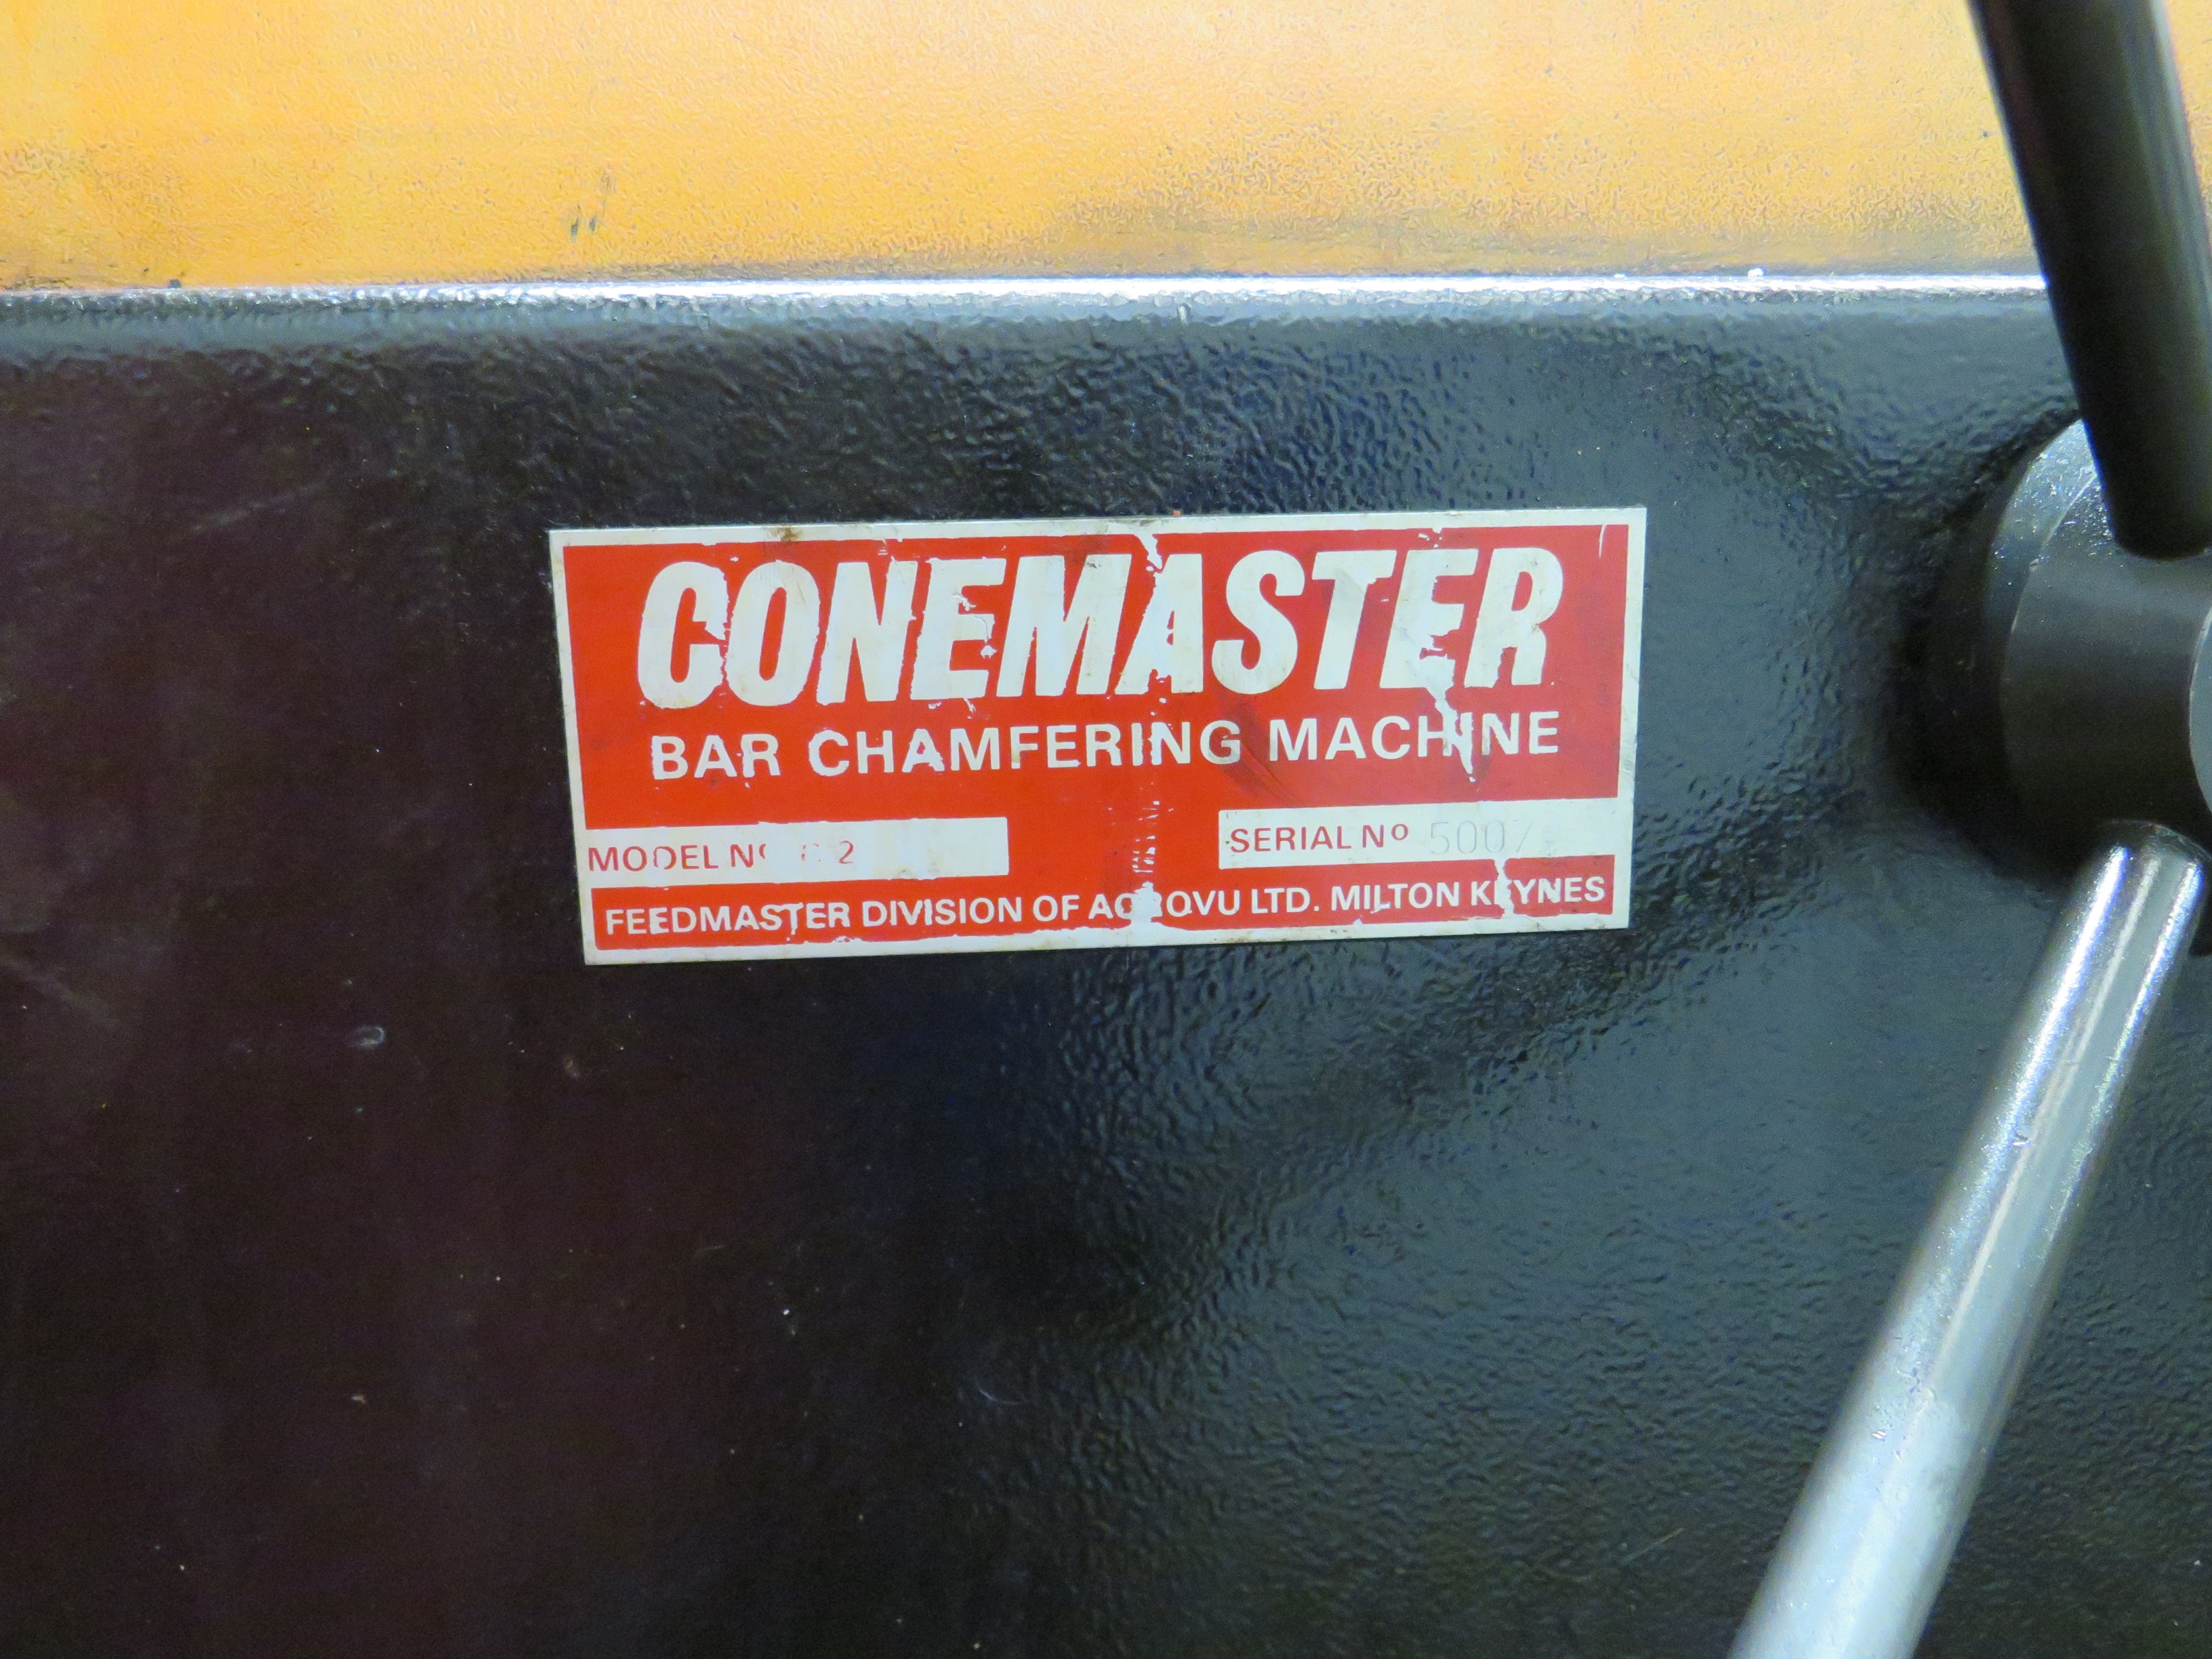 CONEMASTER
BAR CHAMFERING MACHINE
MODEL Nº
SERIAL Nº
FEEDMASTER DIVISION OF LTD. MILTON KEYNES